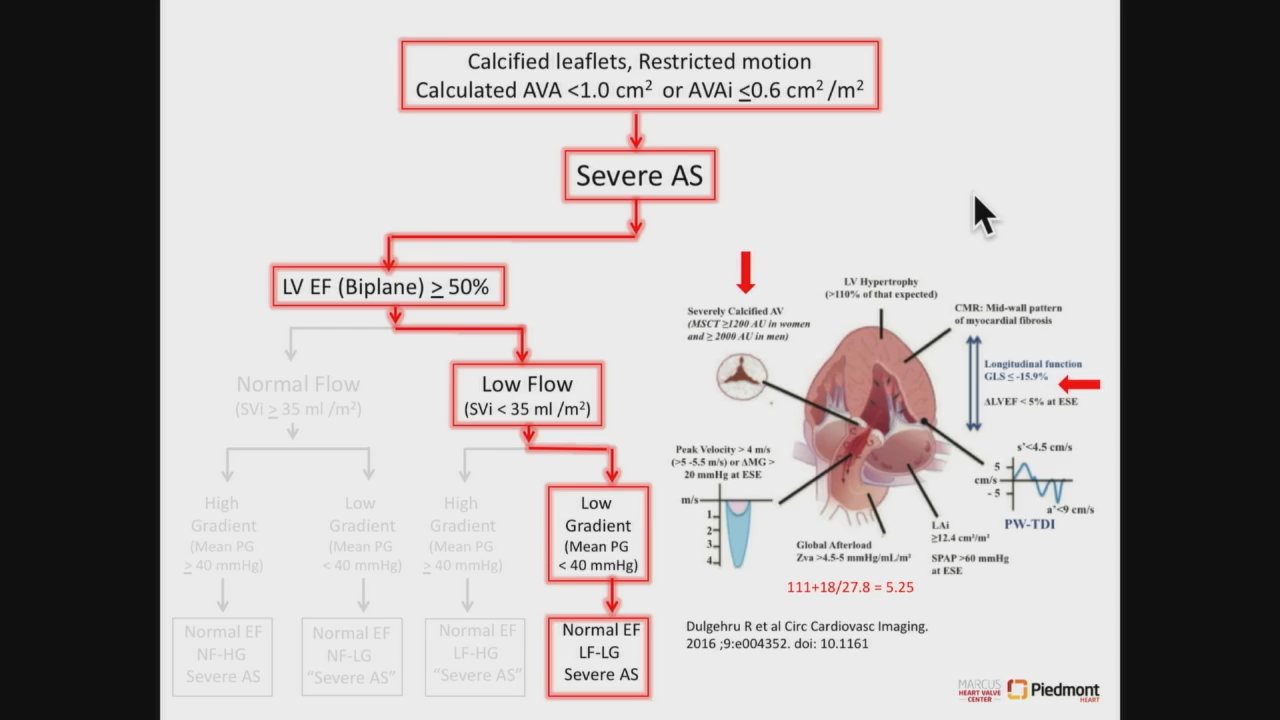 Calcified leaflets, Restricted motion
Calculated AVA <1.0 cm² or AVAi ≤0.6 cm² /m²
Severe AS
LV EF (Biplane) ≥ 50%
Normal Flow
(SVi ≥ 35 ml /m²)
Low Flow
(SVi < 35 ml /m²)
High
Gradient
(Mean PG
≥ 40 mmHg)
Low
Gradient
(Mean PG
< 40 mmHg)
High
Gradient
(Mean PG
≥ 40 mmHg)
Low
Gradient
(Mean PG
< 40 mmHg)
Normal EF
NF-HG
Severe AS
Normal EF
NF-LG
“Severe AS”
Normal EF
LF-HG
“Severe AS”
Normal EF
LF-LG
Severe AS
LV Hypertrophy
(>110% of that expected)
Severely Calcified AV
(MSCT ≥1200 AU in women
and ≥ 2000 AU in men)
CMR: Mid-wall pattern
of myocardial fibrosis
Longitudinal function
GLS ≤ -15.9%
ΔLVEF < 5% at ESE
Peak Velocity > 4 m/s
(>5 -5.5 m/s) or ΔMG >
20 mmHg at ESE
m/s
1
2
3
4
s'<4.5 cm/s
5
cm/s
- 5
a'<9 cm/s
PW-TDI
LAi
≥12.4 cm²/m²
SPAP >60 mmHg
at ESE
Global Afterload
Zva >4.5-5 mmHg/mL/m²
111+18/27.8 = 5.25
Dulgehru R et al Circ Cardiovasc Imaging.
2016 ;9:e004352. doi: 10.1161
MARCUS
HEART VALVE
CENTER
Piedmont
HEART